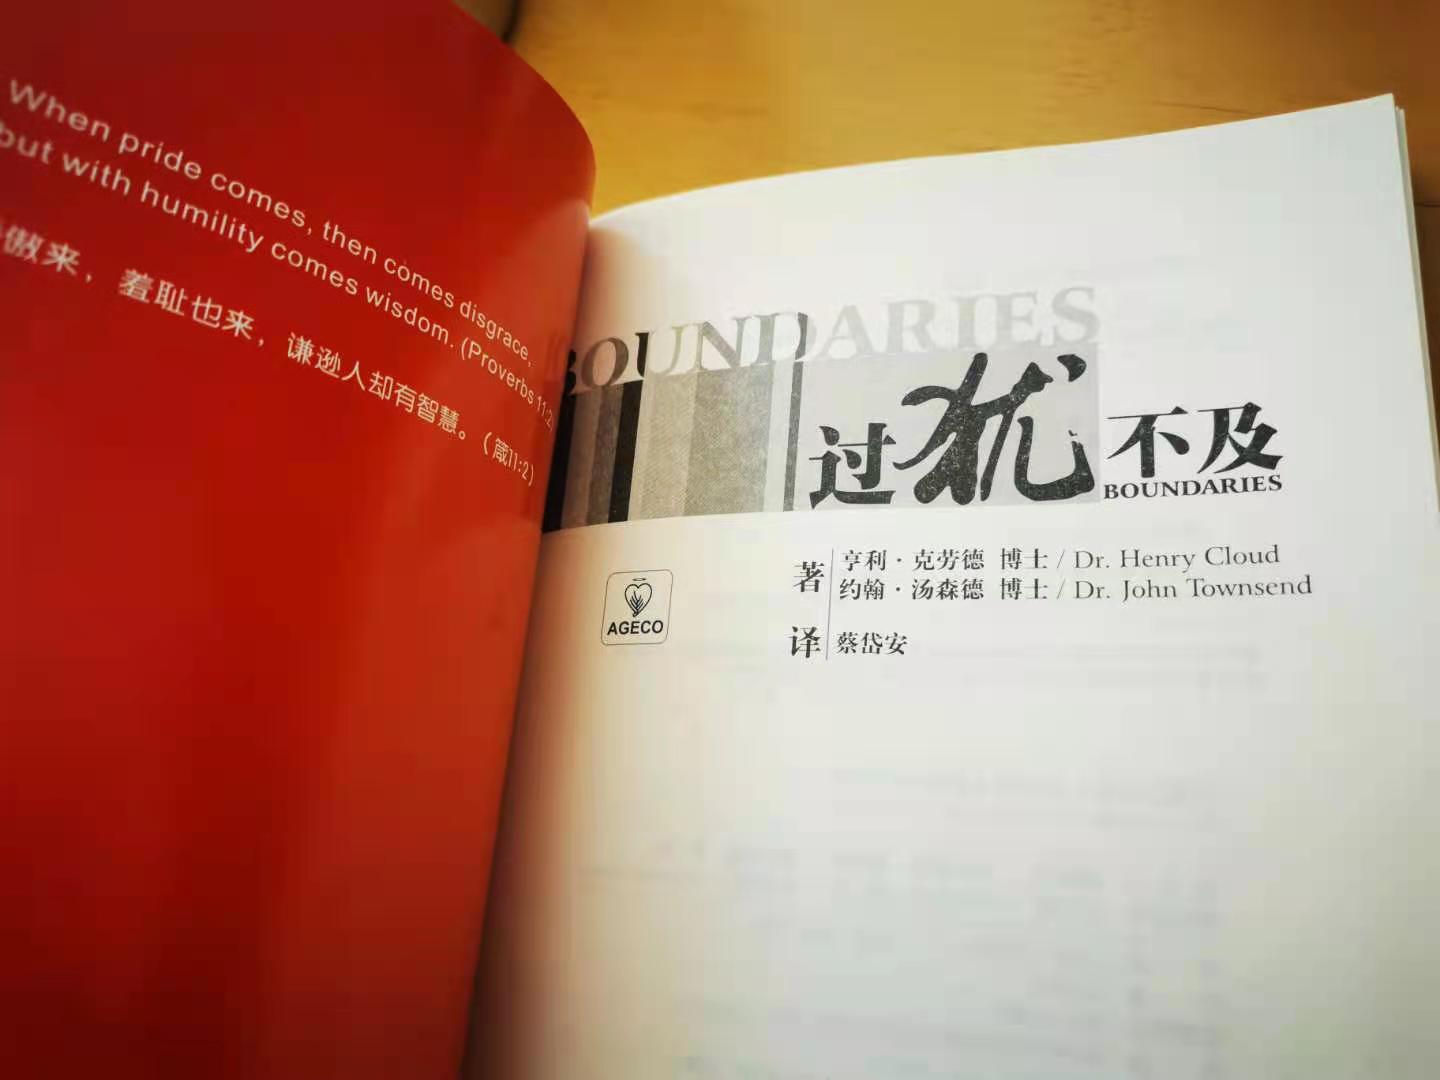 When pride comes, then comes disgrace,
but with humility comes wisdom. (Proverbs 11:2)
傲来，羞耻也来，谦逊人却有智慧。（箴11:2）
BOUNDARIES
过犹不及
BOUNDARIES
著 亨利·克劳德 博士 / Dr. Henry Cloud
约翰·汤森德 博士 / Dr. John Townsend
译 蔡岱安
AGECO